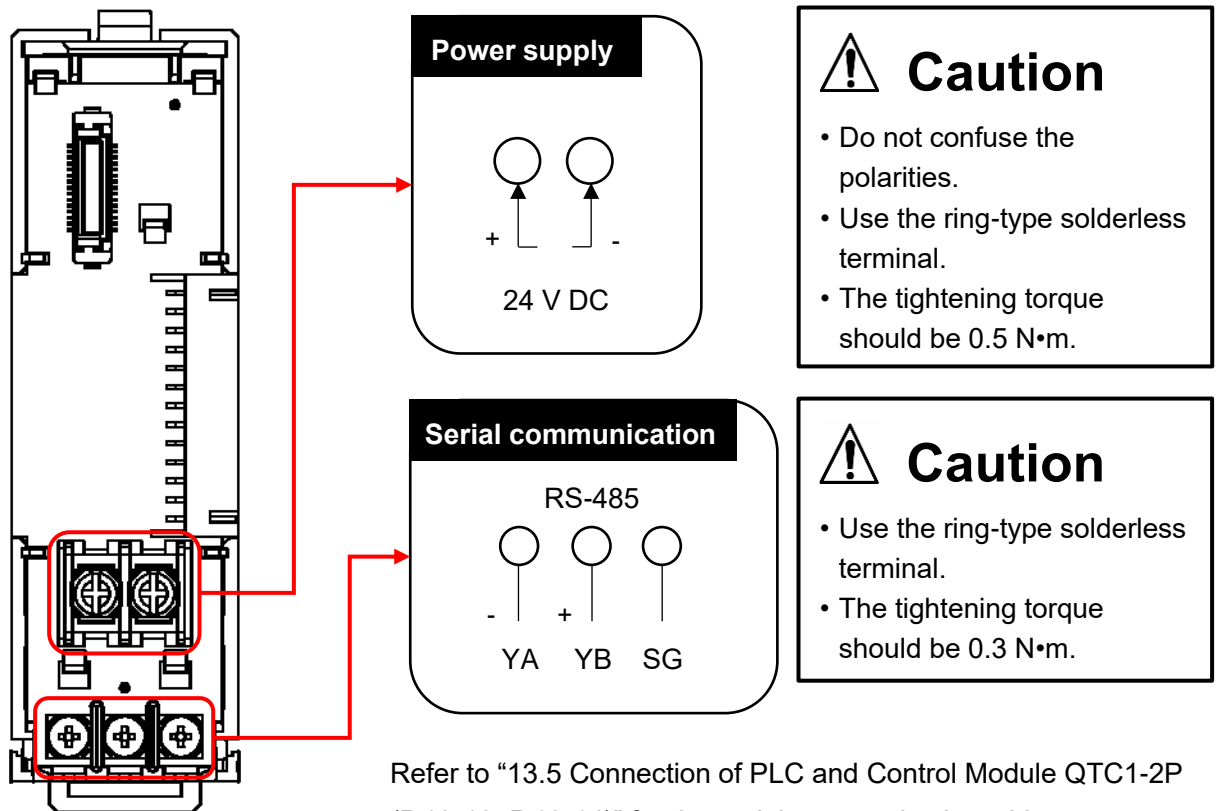 Power supply
+ -
24 V DC
Caution
• Do not confuse the
polarities.
• Use the ring-type solderless
terminal.
• The tightening torque
should be 0.5 N•m.
Serial communication
RS-485
- +
YA YB SG
Caution
• Use the ring-type solderless
terminal.
• The tightening torque
should be 0.3 N•m.
Refer to “13.5 Connection of PLC and Control Module QTC1-2P